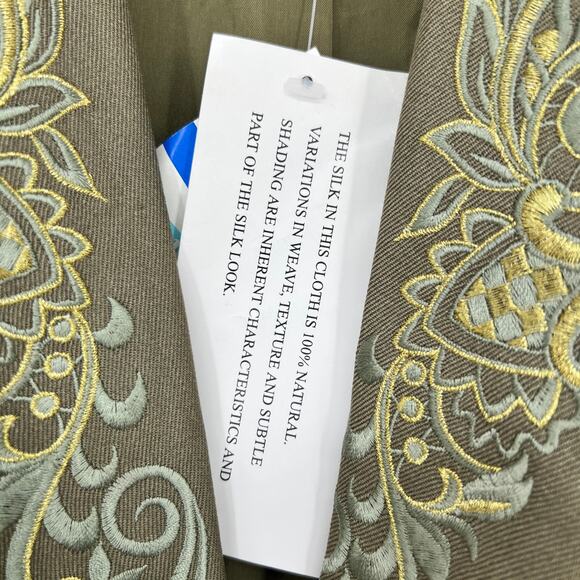 THE SILK IN THIS CLOTH IS 100% NATURAL.
VARIATIONS IN WEAVE, TEXTURE AND SUBTLE
SHADING ARE INHERENT CHARACTERISTICS AND
PART OF THE SILK LOOK.